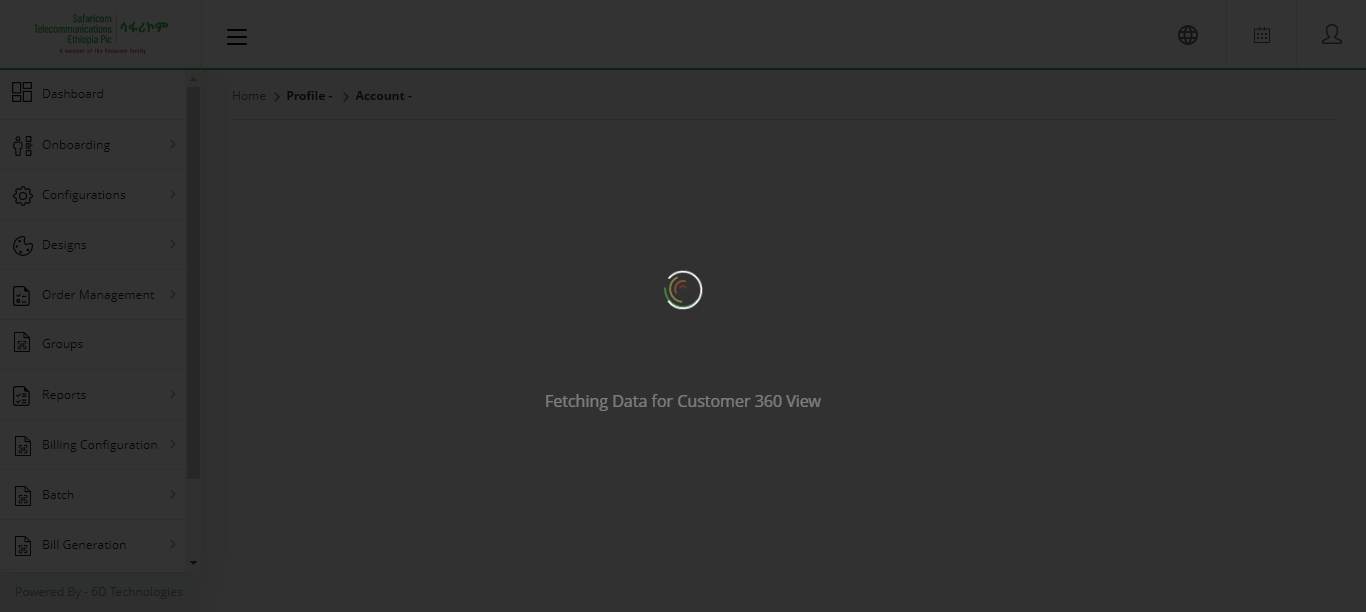 Safaricom
Telecommunications
Ethiopia Plc
ሳፋሪኮም
A member of the Vodacom family
Home
Profile -
Account -
Dashboard
Onboarding
Configurations
Designs
Order Management
Groups
Reports
Billing Configuration
Batch
Bill Generation
Fetching Data for Customer 360 View
Powered By - 6D Technologies